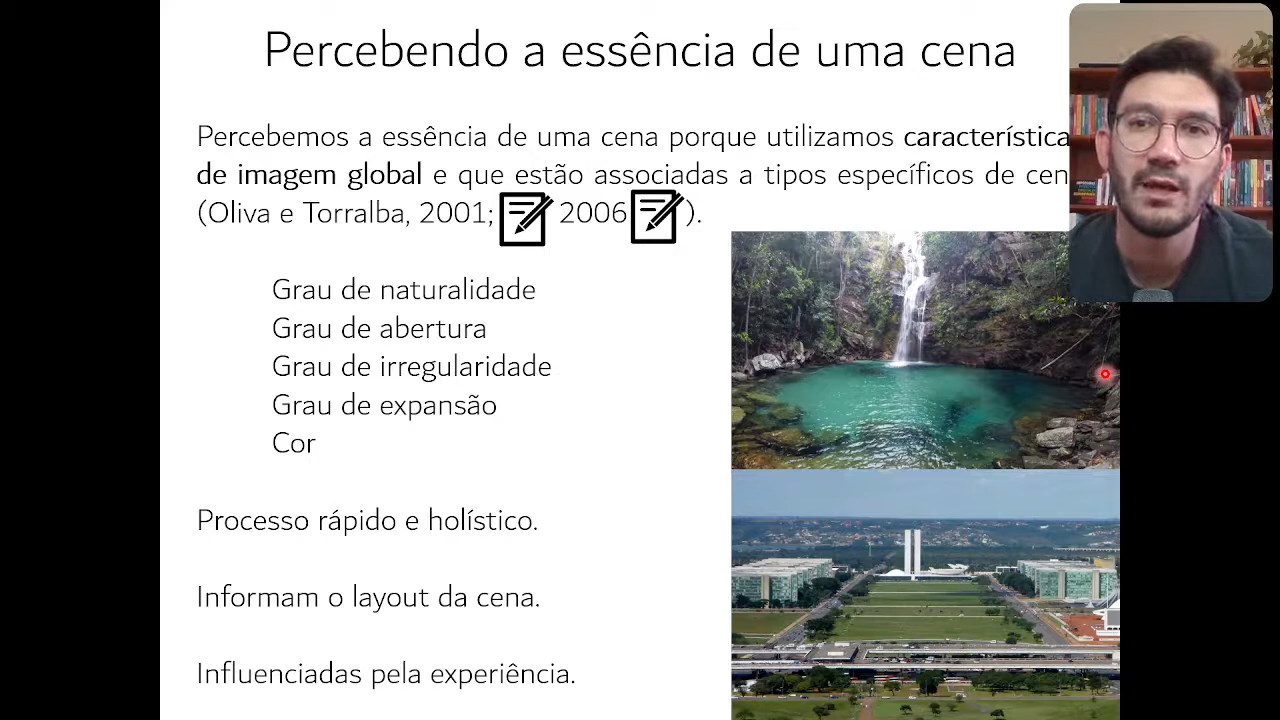 Percebendo a essência de uma cena
Percebemos a essência de uma cena porque utilizamos característica
de imagem global e que estão associadas a tipos específicos de cen
(Oliva e Torralba, 2001; 2006 ).
Grau de naturalidade
Grau de abertura
Grau de irregularidade
Grau de expansão
Cor
Processo rápido e holístico.
Informam o layout da cena.
Influenciadas pela experiência.